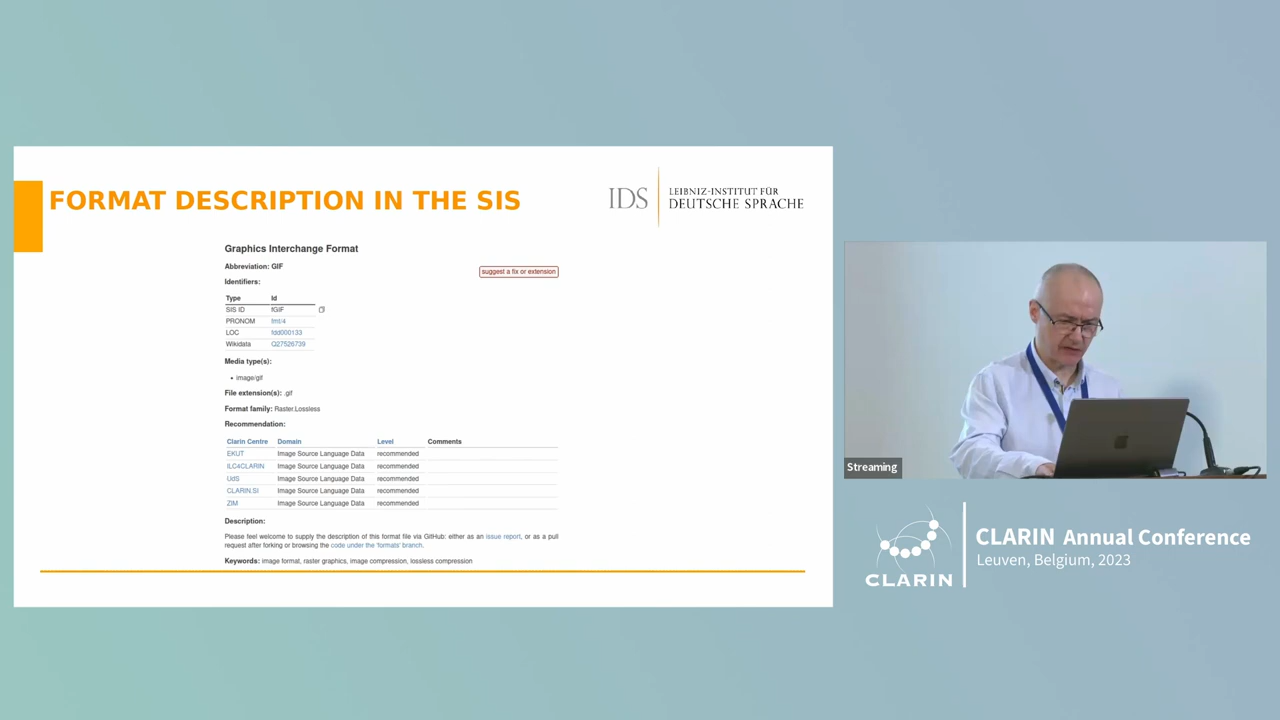 FORMAT DESCRIPTION IN THE SIS
IDS
LEIBNIZ-INSTITUT FÜR
DEUTSCHE SPRACHE
Graphics Interchange Format
Abbreviation: GIF
suggest a fix or extension
Identifiers:
Type Id
SIS ID fGIF
PRONOM fmt/4
LOC fdd000133
Wikidata Q27526739
Media type(s):
• image/gif
File extension(s): .gif
Format family: Raster.Lossless
Recommendation:
Clarin Centre Domain Level Comments
EKUT Image Source Language Data recommended
ILC4CLARIN Image Source Language Data recommended
UdS Image Source Language Data recommended
CLARIN.SI Image Source Language Data recommended
ZIM Image Source Language Data recommended
Description:
Please feel welcome to supply the description of this format file via GitHub: either as an issue report, or as a pull
request after forking or browsing the code under the 'formats' branch.
Keywords: image format, raster graphics, image compression, lossless compression
Streaming
CLARIN
CLARIN Annual Conference
Leuven, Belgium, 2023